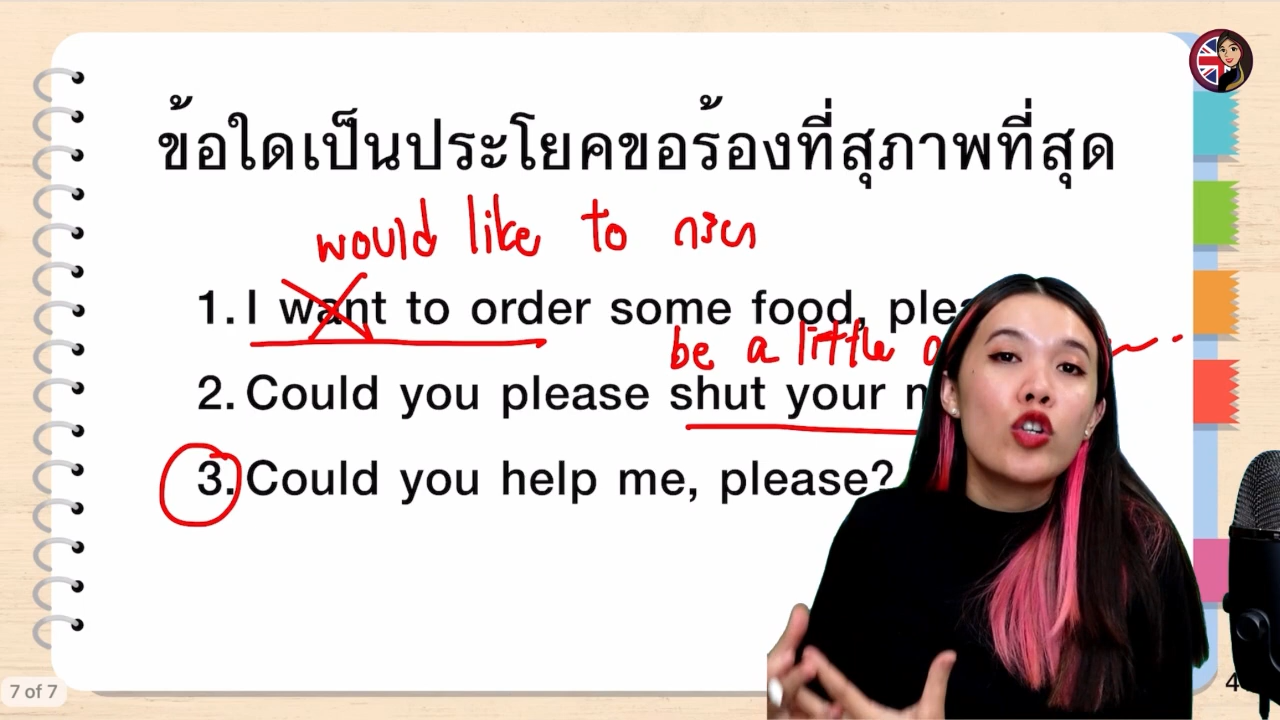 ข้อใดเป็นประโยคขอร้องที่สุภาพที่สุด
would like to
1. I want to order some food,
be a little
2. Could you please shut your
3. Could you help me, please?
7 of 7